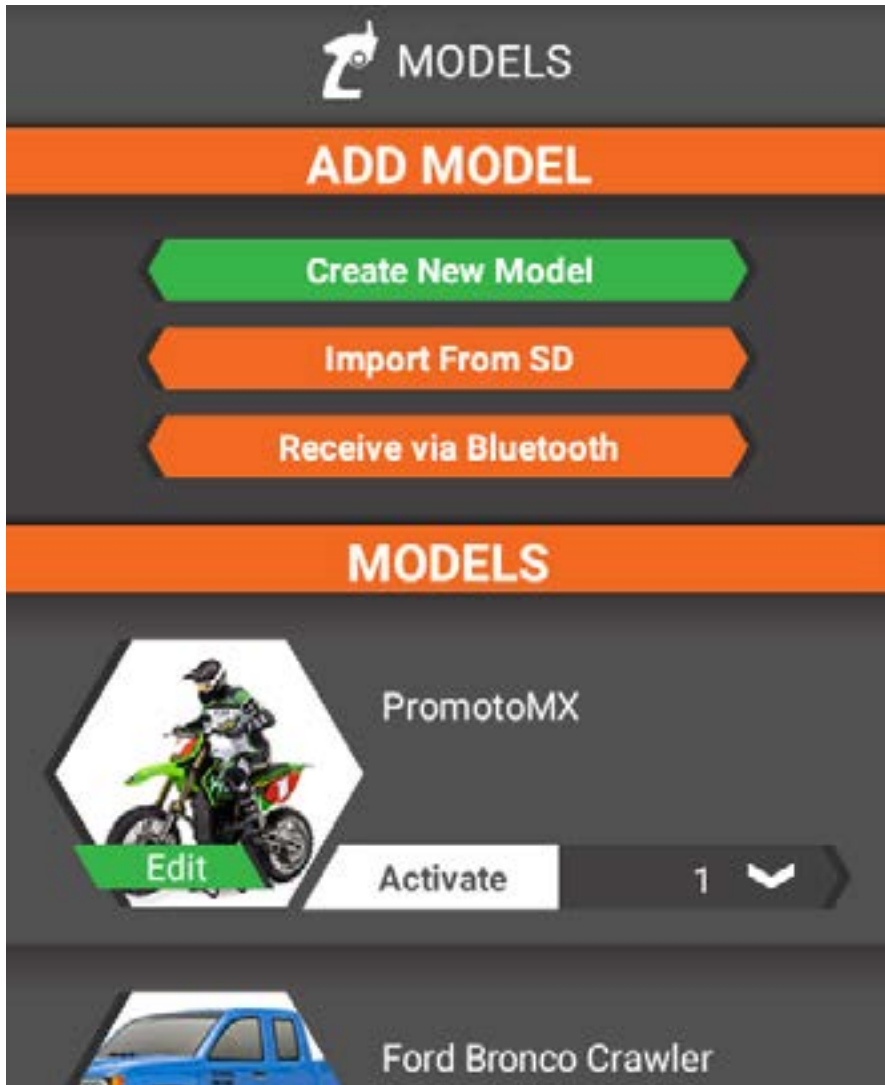 MODELS
ADD MODEL
Create New Model
Import From SD
Receive via Bluetooth
MODELS
PromotoMX
Edit
Activate
1
Ford Bronco Crawler